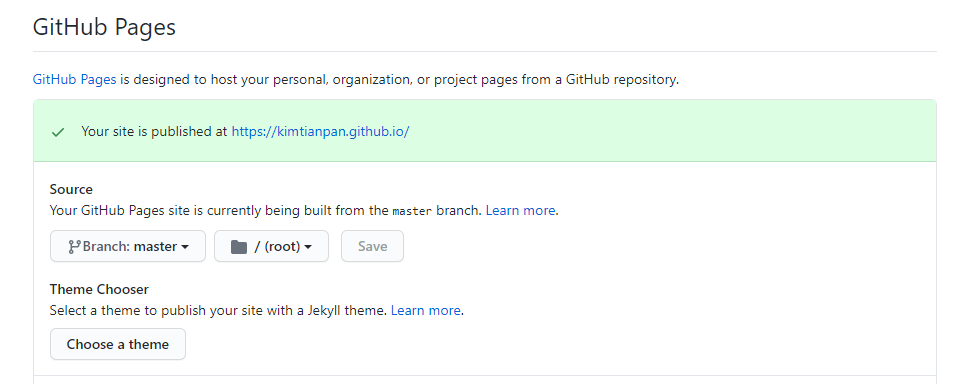 GitHub Pages
GitHub Pages is designed to host your personal, organization, or project pages from a GitHub repository.
Your site is published at https://kimtianpan.github.io/
Source
Your GitHub Pages site is currently being built from the master branch. Learn more.
Branch: master / (root) Save
Theme Chooser
Select a theme to publish your site with a Jekyll theme. Learn more.
Choose a theme